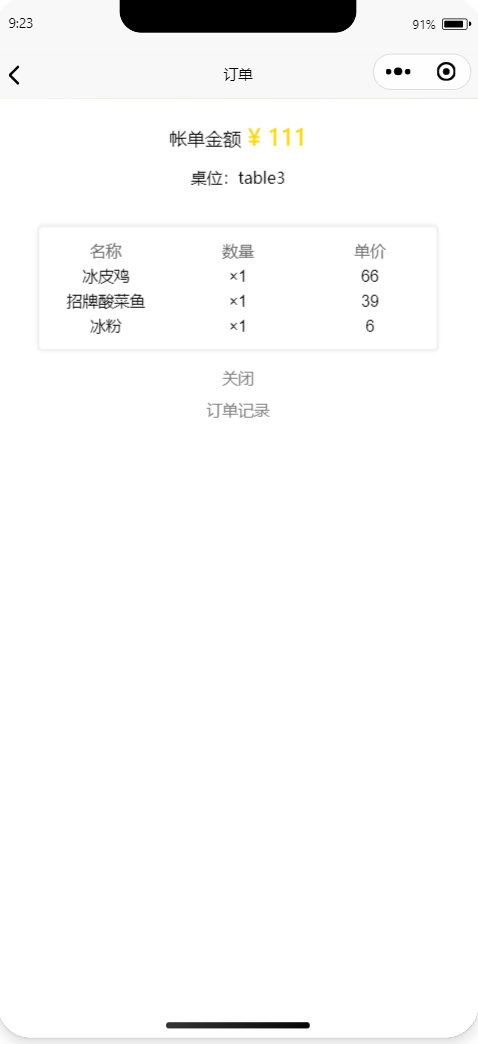 9:23 91%
订单
帐单金额 ¥ 111
桌位：table3
名称 数量 单价
冰皮鸡 ×1 66
招牌酸菜鱼 ×1 39
冰粉 ×1 6
关闭
订单记录